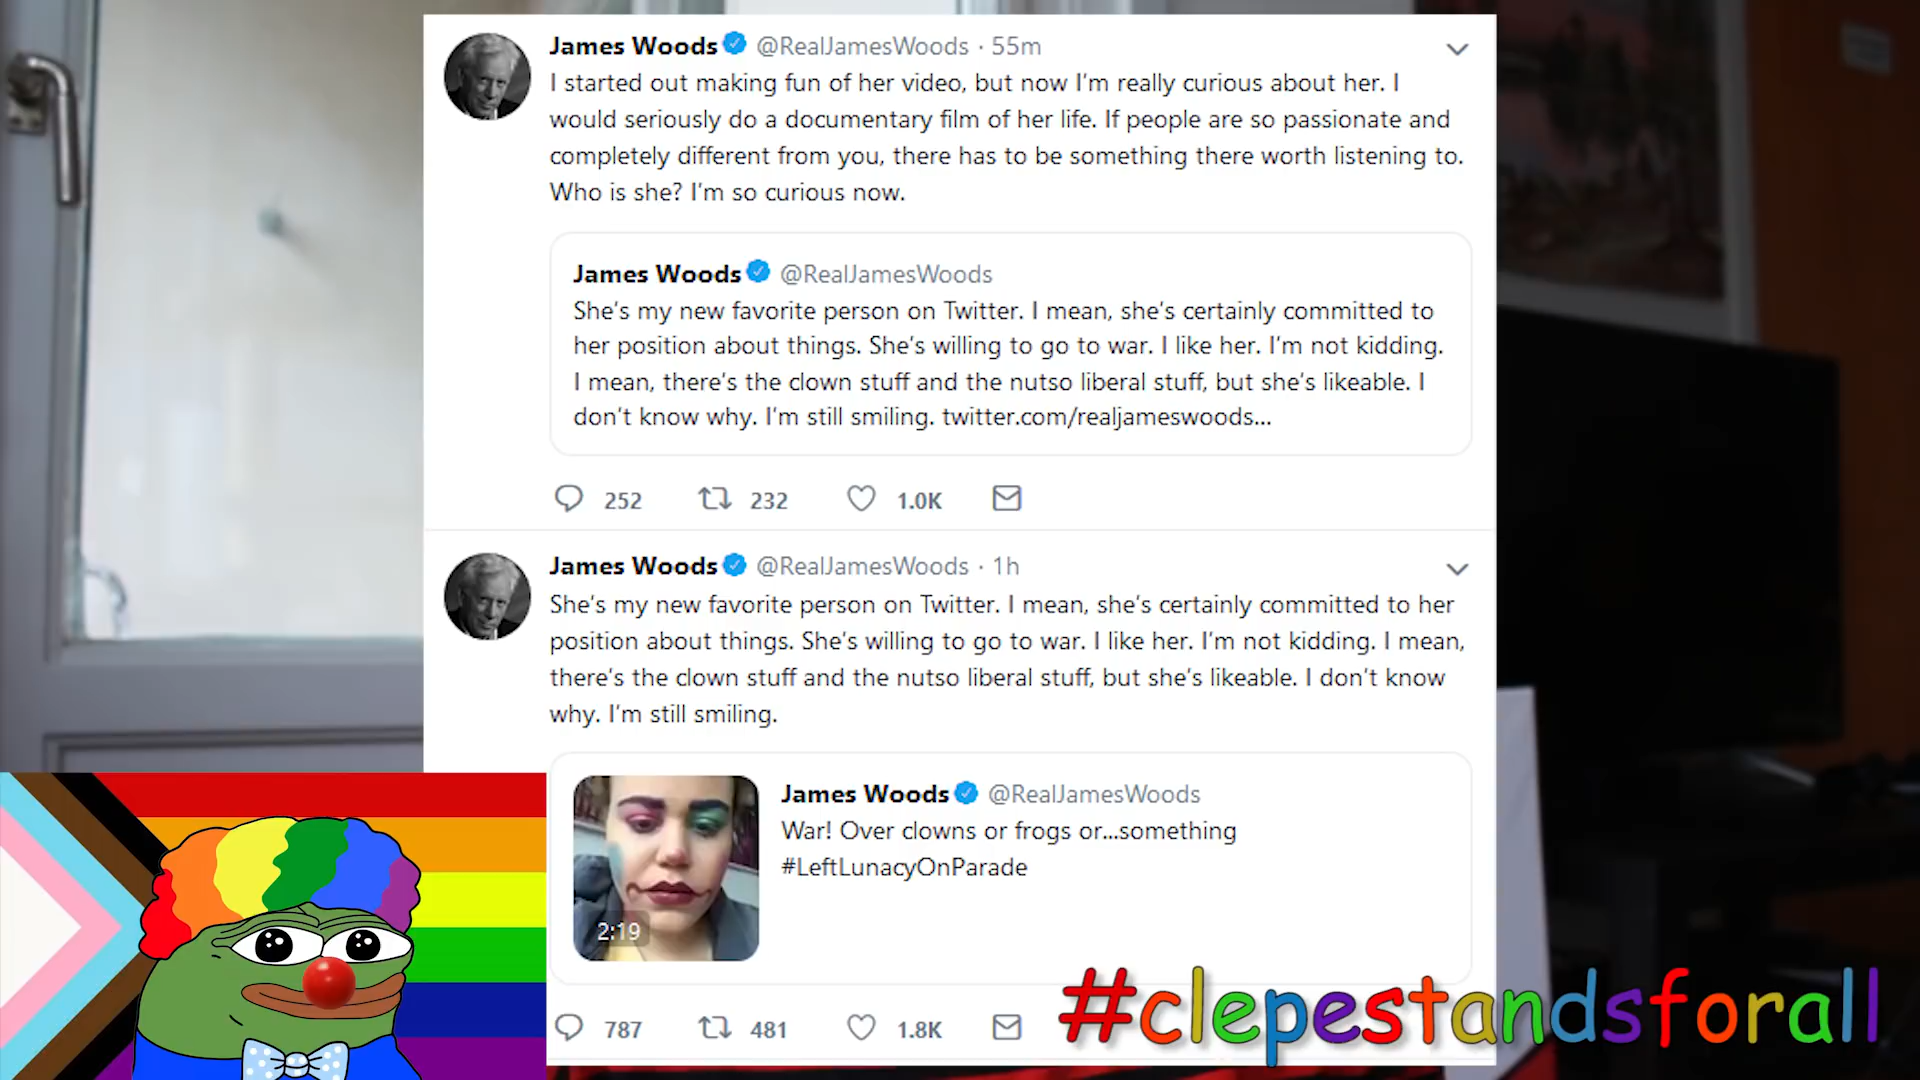 James Woods @RealJamesWoods · 55m
I started out making fun of her video, but now I'm really curious about her. I
would seriously do a documentary film of her life. If people are so passionate and
completely different from you, there has to be something there worth listening to.
Who is she? I'm so curious now.
James Woods @RealJamesWoods
She's my new favorite person on Twitter. I mean, she's certainly committed to
her position about things. She's willing to go to war. I like her. I'm not kidding.
I mean, there's the clown stuff and the nutso liberal stuff, but she's likeable. I
don't know why. I'm still smiling. twitter.com/realjameswoods...
252 232 1.0K
James Woods @RealJamesWoods · 1h
She's my new favorite person on Twitter. I mean, she's certainly committed to her
position about things. She's willing to go to war. I like her. I'm not kidding. I mean,
there's the clown stuff and the nutso liberal stuff, but she's likeable. I don't know
why. I'm still smiling.
James Woods @RealJamesWoods
War! Over clowns or frogs or...something
#LeftLunacyOnParade
2:19
787 481 1.8K
#clepestandsforall